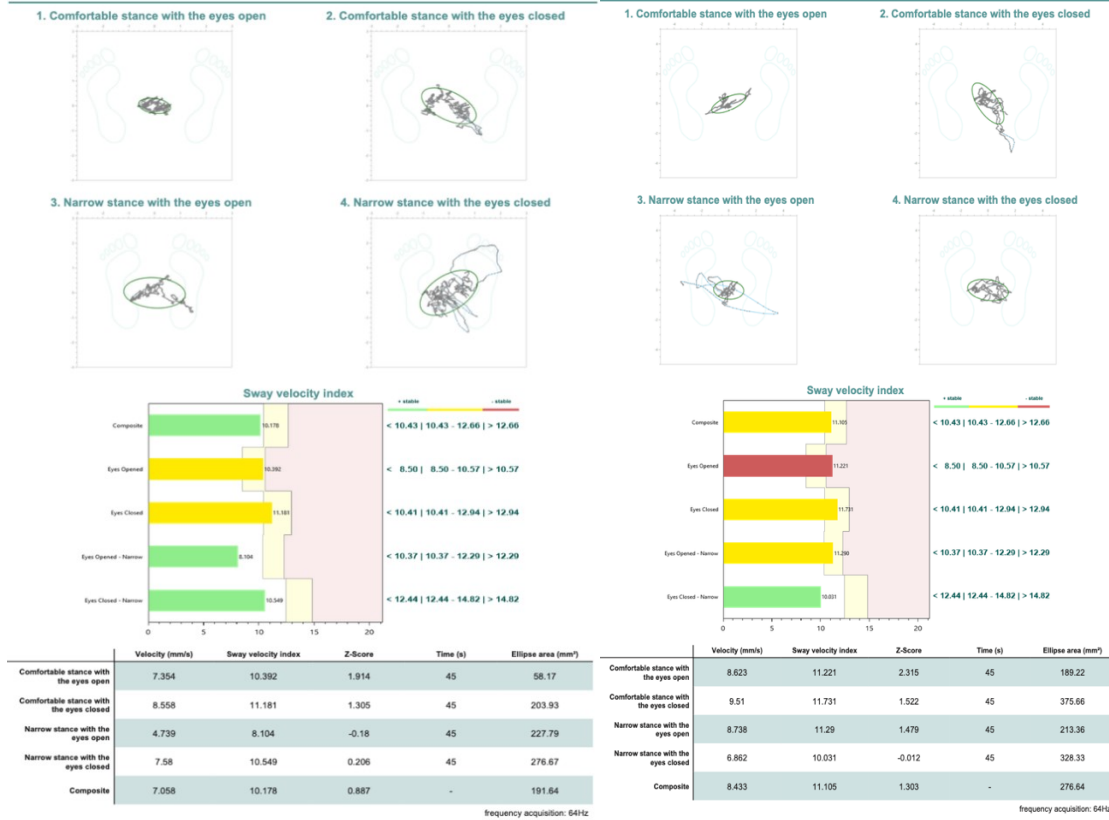 1. Comfortable stance with the eyes open
2. Comfortable stance with the eyes closed
3. Narrow stance with the eyes open
4. Narrow stance with the eyes closed
Sway velocity index
+ stable - stable
Composite 10.178 < 10.43 | 10.43 - 12.66 | > 12.66
Eyes Opened 10.392 < 8.50 | 8.50 - 10.57 | > 10.57
Eyes Closed 11.181 < 10.41 | 10.41 - 12.94 | > 12.94
Eyes Opened - Narrow 8.104 < 10.37 | 10.37 - 12.29 | > 12.29
Eyes Closed - Narrow 10.549 < 12.44 | 12.44 - 14.82 | > 14.82
0 5 10 15 20
Velocity (mm/s) Sway velocity index Z-Score Time (s) Ellipse area (mm²)
Comfortable stance with
the eyes open 7.354 10.392 1.914 45 58.17
Comfortable stance with
the eyes closed 8.558 11.181 1.305 45 203.93
Narrow stance with the
eyes open 4.739 8.104 -0.18 45 227.79
Narrow stance with the
eyes closed 7.58 10.549 0.206 45 276.67
Composite 7.058 10.178 0.887 - 191.64
frequency acquisition: 64Hz
1. Comfortable stance with the eyes open
2. Comfortable stance with the eyes closed
3. Narrow stance with the eyes open
4. Narrow stance with the eyes closed
Sway velocity index
+ stable - stable
Composite 11.105 < 10.43 | 10.43 - 12.66 | > 12.66
Eyes Opened 11.221 < 8.50 | 8.50 - 10.57 | > 10.57
Eyes Closed 11.731 < 10.41 | 10.41 - 12.94 | > 12.94
Eyes Opened - Narrow 11.290 < 10.37 | 10.37 - 12.29 | > 12.29
Eyes Closed - Narrow 10.031 < 12.44 | 12.44 - 14.82 | > 14.82
0 5 10 15 20
Velocity (mm/s) Sway velocity index Z-Score Time (s) Ellipse area (mm²)
Comfortable stance with
the eyes open 8.623 11.221 2.315 45 189.22
Comfortable stance with
the eyes closed 9.51 11.731 1.522 45 375.66
Narrow stance with the
eyes open 8.738 11.29 1.479 45 213.36
Narrow stance with the
eyes closed 6.862 10.031 -0.012 45 328.33
Composite 8.433 11.105 1.303 - 276.64
frequency acquisition: 64Hz